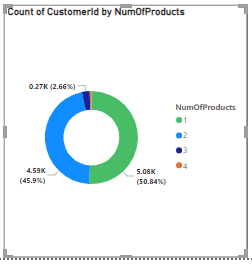 Count of CustomerId by NumOfProducts
0.27K (2.66%)
NumOfProducts
1
2
3
4
4.59K
(45.9%)
5.08K
(50.84%)